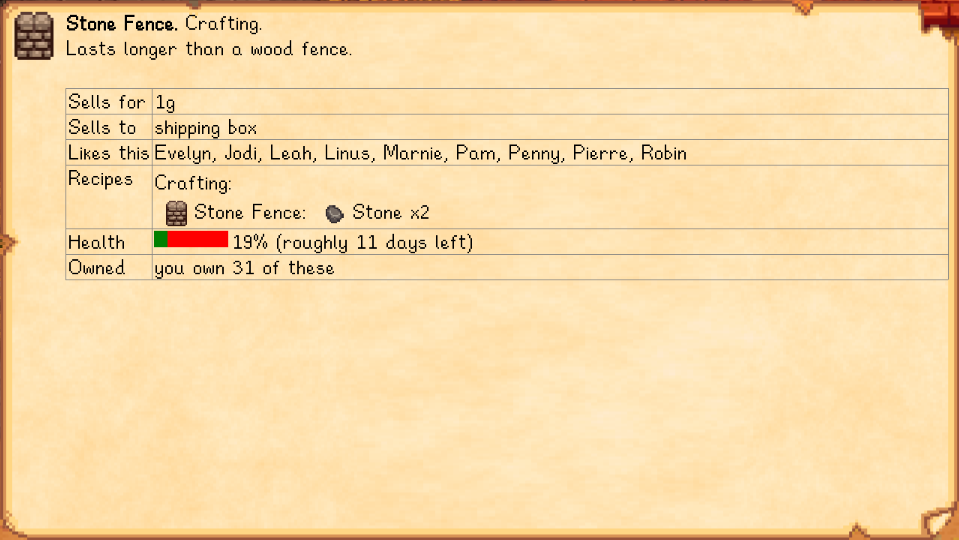 Stone Fence. Crafting.
Lasts longer than a wood fence.
Sells for 1g
Sells to shipping box
Likes this Evelyn, Jodi, Leah, Linus, Marnie, Pam, Penny, Pierre, Robin
Recipes Crafting:
Stone Fence: Stone x2
Health 19% (roughly 11 days left)
Owned you own 31 of these